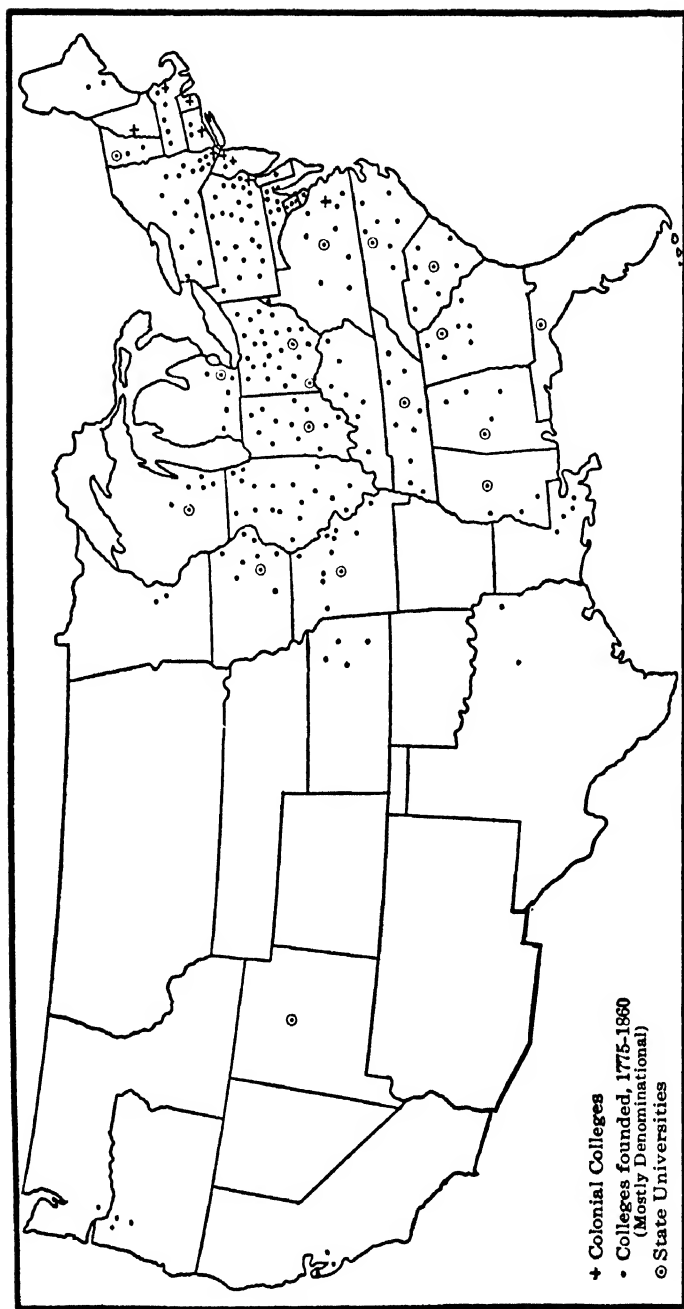 + Colonial Colleges
• Colleges founded, 1775-1860
(Mostly Denominational)
⊙ State Universities